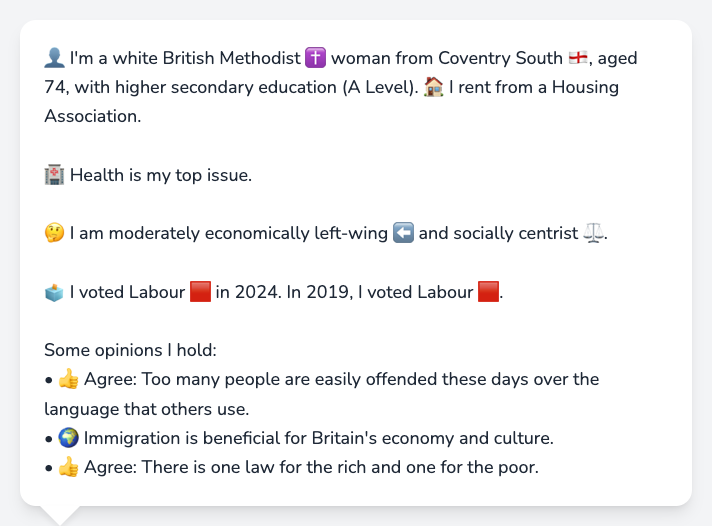 👤 I'm a white British Methodist ✝️ woman from Coventry South 🏴󠁧󠁢󠁥󠁮󠁧󠁿, aged
74, with higher secondary education (A Level). 🏠 I rent from a Housing
Association.
🏥 Health is my top issue.
🤔 I am moderately economically left-wing ⬅️ and socially centrist ⚖️.
🗳️ I voted Labour 🟥 in 2024. In 2019, I voted Labour 🟥.
Some opinions I hold:
• 👍 Agree: Too many people are easily offended these days over the
language that others use.
• 🌍 Immigration is beneficial for Britain's economy and culture.
• 👍 Agree: There is one law for the rich and one for the poor.